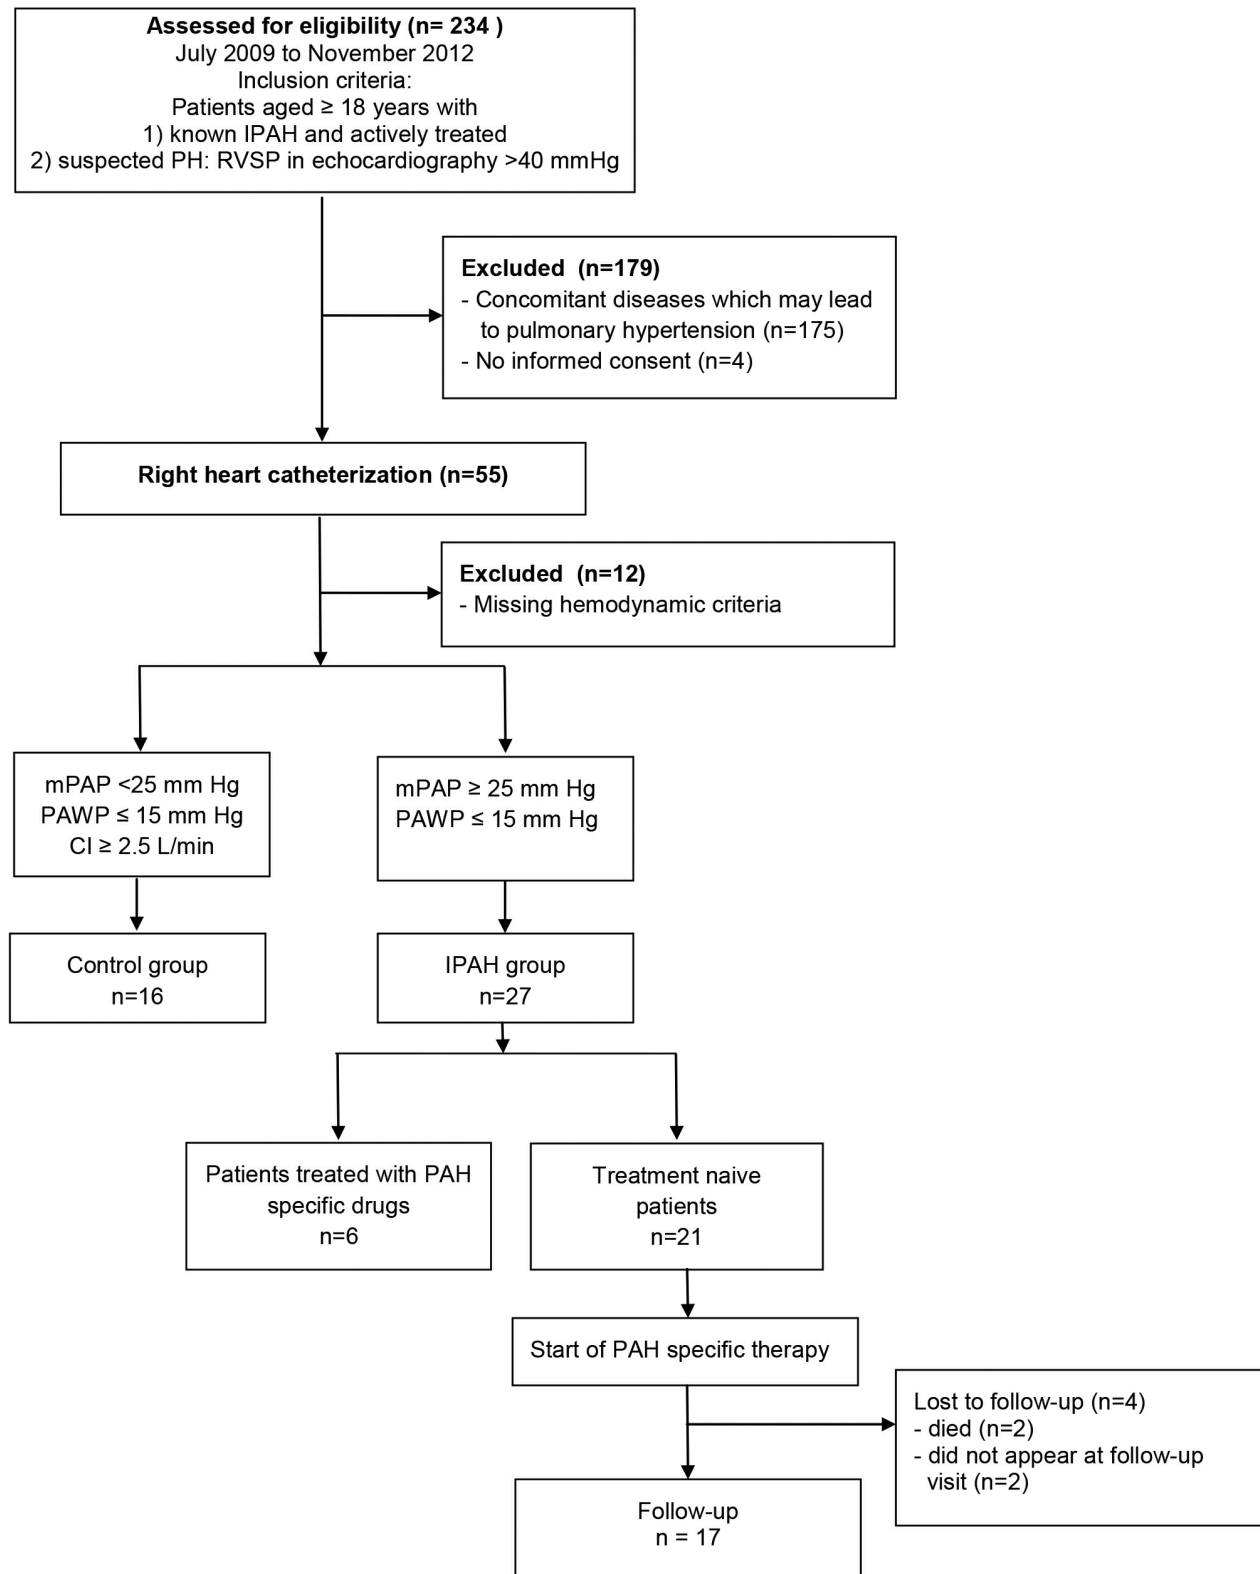 Assessed for eligibility (n= 234 )
July 2009 to November 2012
Inclusion criteria:
Patients aged ≥ 18 years with
1) known IPAH and actively treated
2) suspected PH: RVSP in echocardiography >40 mmHg
Excluded  (n=179)
- Concomitant diseases which may lead
to pulmonary hypertension (n=175)
- No informed consent (n=4)
Right heart catheterization (n=55)
Excluded  (n=12)
- Missing hemodynamic criteria
mPAP <25 mm Hg
PAWP ≤ 15 mm Hg
CI ≥ 2.5 L/min
mPAP ≥ 25 mm Hg
PAWP ≤ 15 mm Hg
Control group
n=16
IPAH group
n=27
Patients treated with PAH
specific drugs
n=6
Treatment naive
patients
n=21
Start of PAH specific therapy
Lost to follow-up (n=4)
- died (n=2)
- did not appear at follow-up
visit (n=2)
Follow-up
n = 17